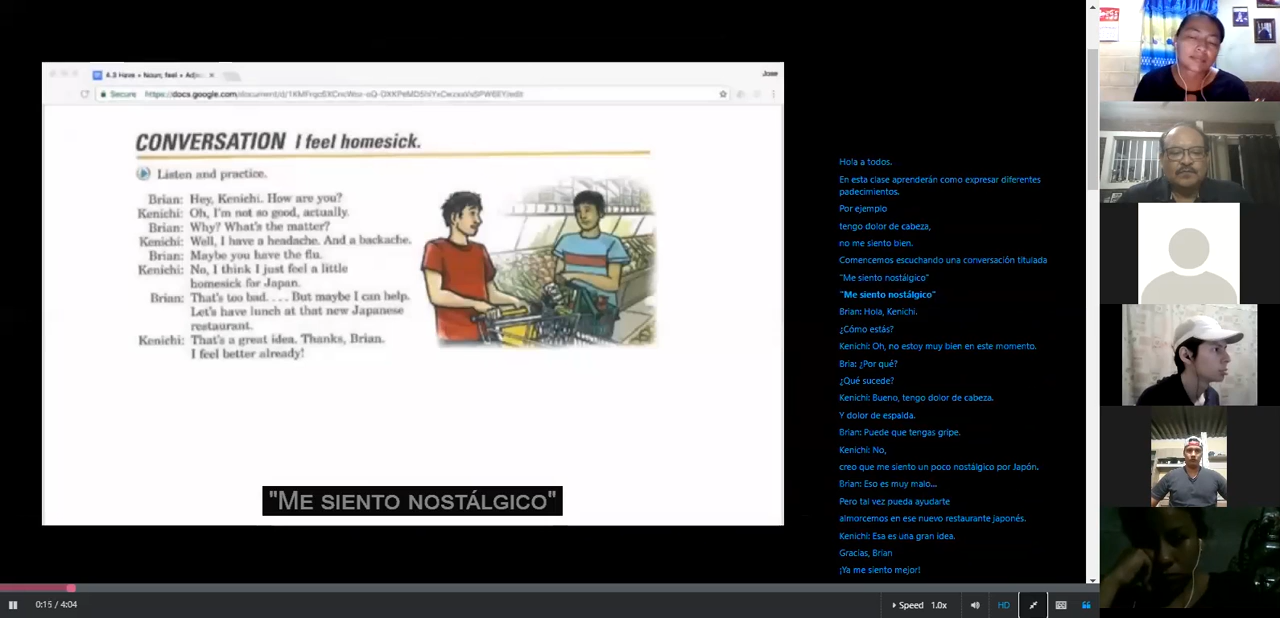 4.3 Have + Noun; feel + Adj
Jose
Secure
CONVERSATION I feel homesick.
Listen and practice.
Brian: Hey, Kenichi. How are you?
Kenichi: Oh, I'm not so good, actually.
Brian: Why? What's the matter?
Kenichi: Well, I have a headache. And a backache.
Brian: Maybe you have the flu.
Kenichi: No, I think I just feel a little
homesick for Japan.
Brian: That's too bad. . . . But maybe I can help.
Let's have lunch at that new Japanese
restaurant.
Kenichi: That's a great idea. Thanks, Brian.
I feel better already!
"ME SIENTO NOSTÁLGICO"
Hola a todos.
En esta clase aprenderán como expresar diferentes
padecimientos.
Por ejemplo
tengo dolor de cabeza,
no me siento bien.
Comencemos escuchando una conversación titulada
"Me siento nostálgico"
"Me siento nostálgico"
Brian: Hola, Kenichi.
¿Cómo estás?
Kenichi: Oh, no estoy muy bien en este momento.
Bria: ¿Por qué?
¿Qué sucede?
Kenichi: Bueno, tengo dolor de cabeza.
Y dolor de espalda.
Brian: Puede que tengas gripe.
Kenichi: No,
creo que me siento un poco nostálgico por Japón.
Brian: Eso es muy malo...
Pero tal vez pueda ayudarte
almorcemos en ese nuevo restaurante japonés.
Kenichi: Esa es una gran idea.
Gracias, Brian
¡Ya me siento mejor!
0:15 / 4:04
Speed 1.0x
HD